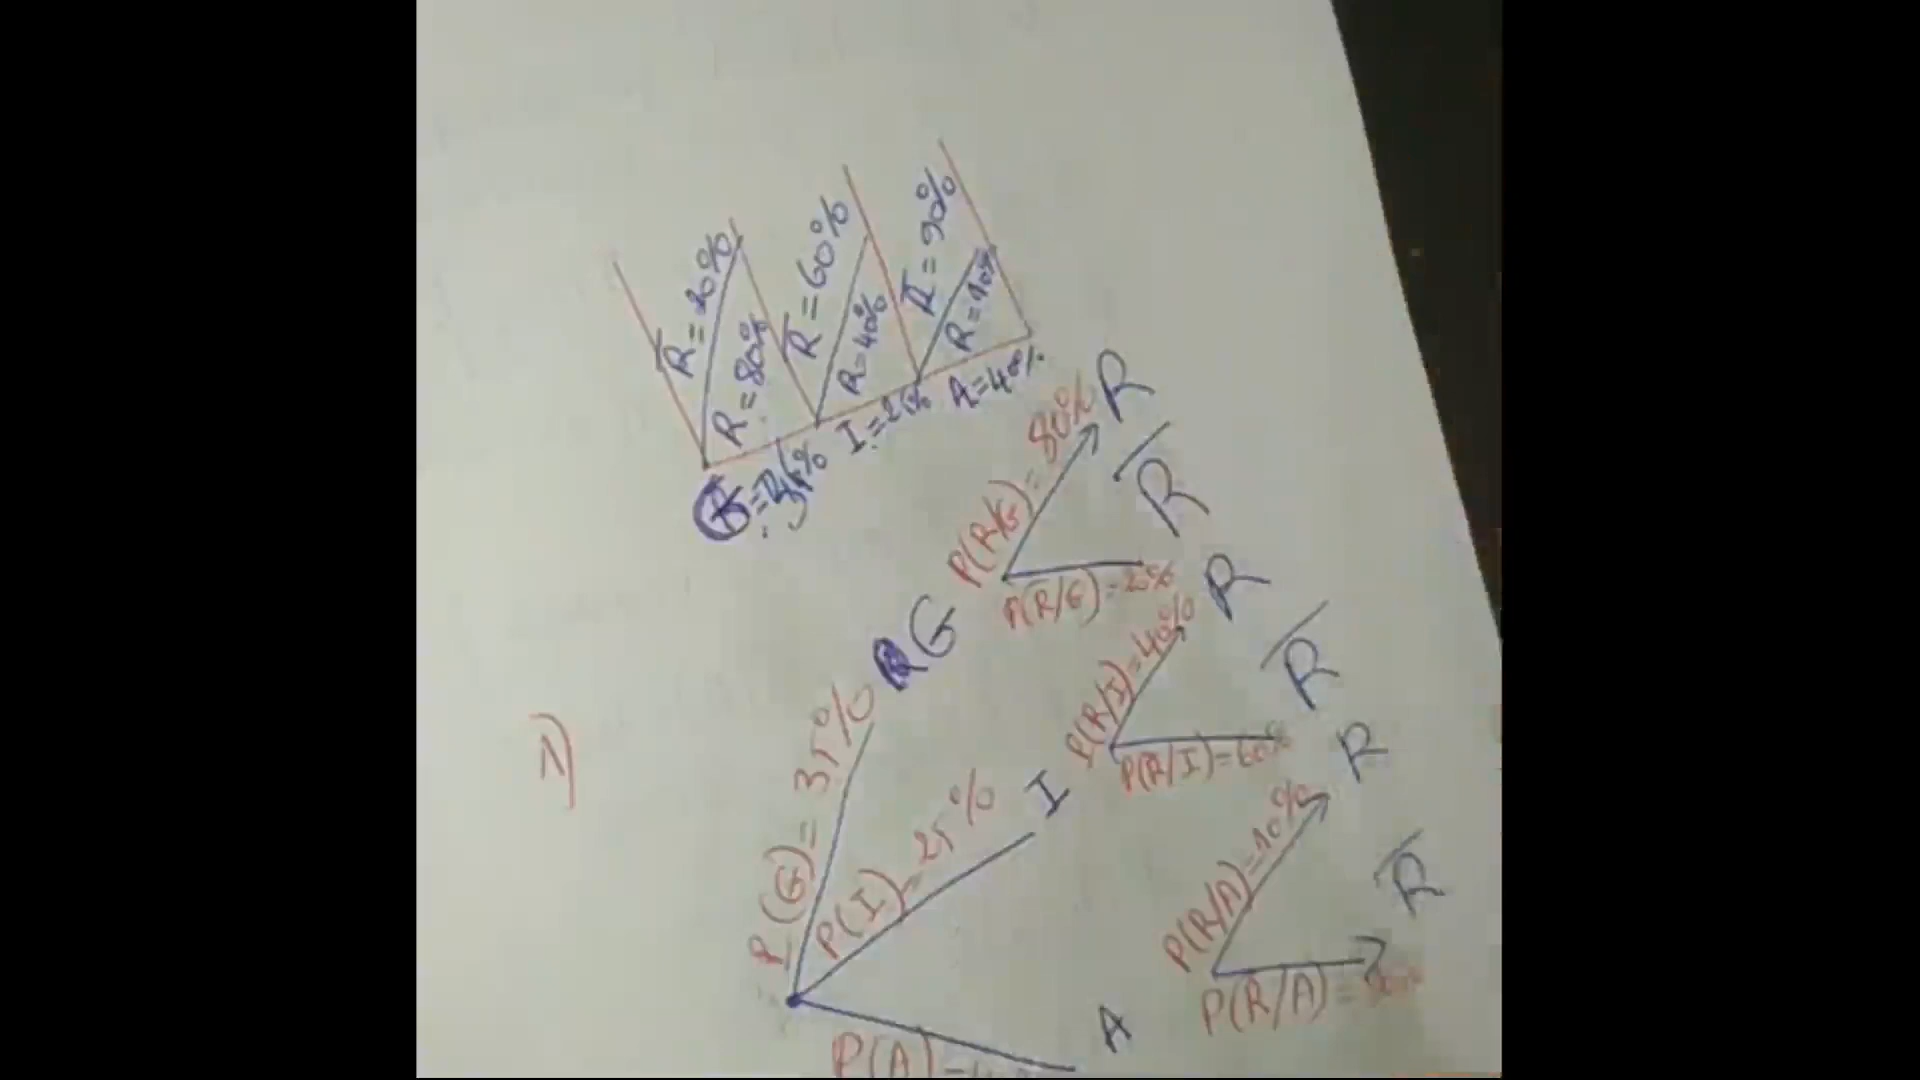 R̅=20%
R=80%
R̅=60%
R=40%
R̅=90%
R=10%
G=35%
I=25%
A=40%
1)
P(G)=35%
G
P(R/G)=80%
R
P(R̅/G)=20%
R̅
P(I)=25%
I
P(R/I)=40%
R
P(R̅/I)=60%
R̅
P(A)=
A
P(R/A)=10%
R
P(R/A)=
R̅